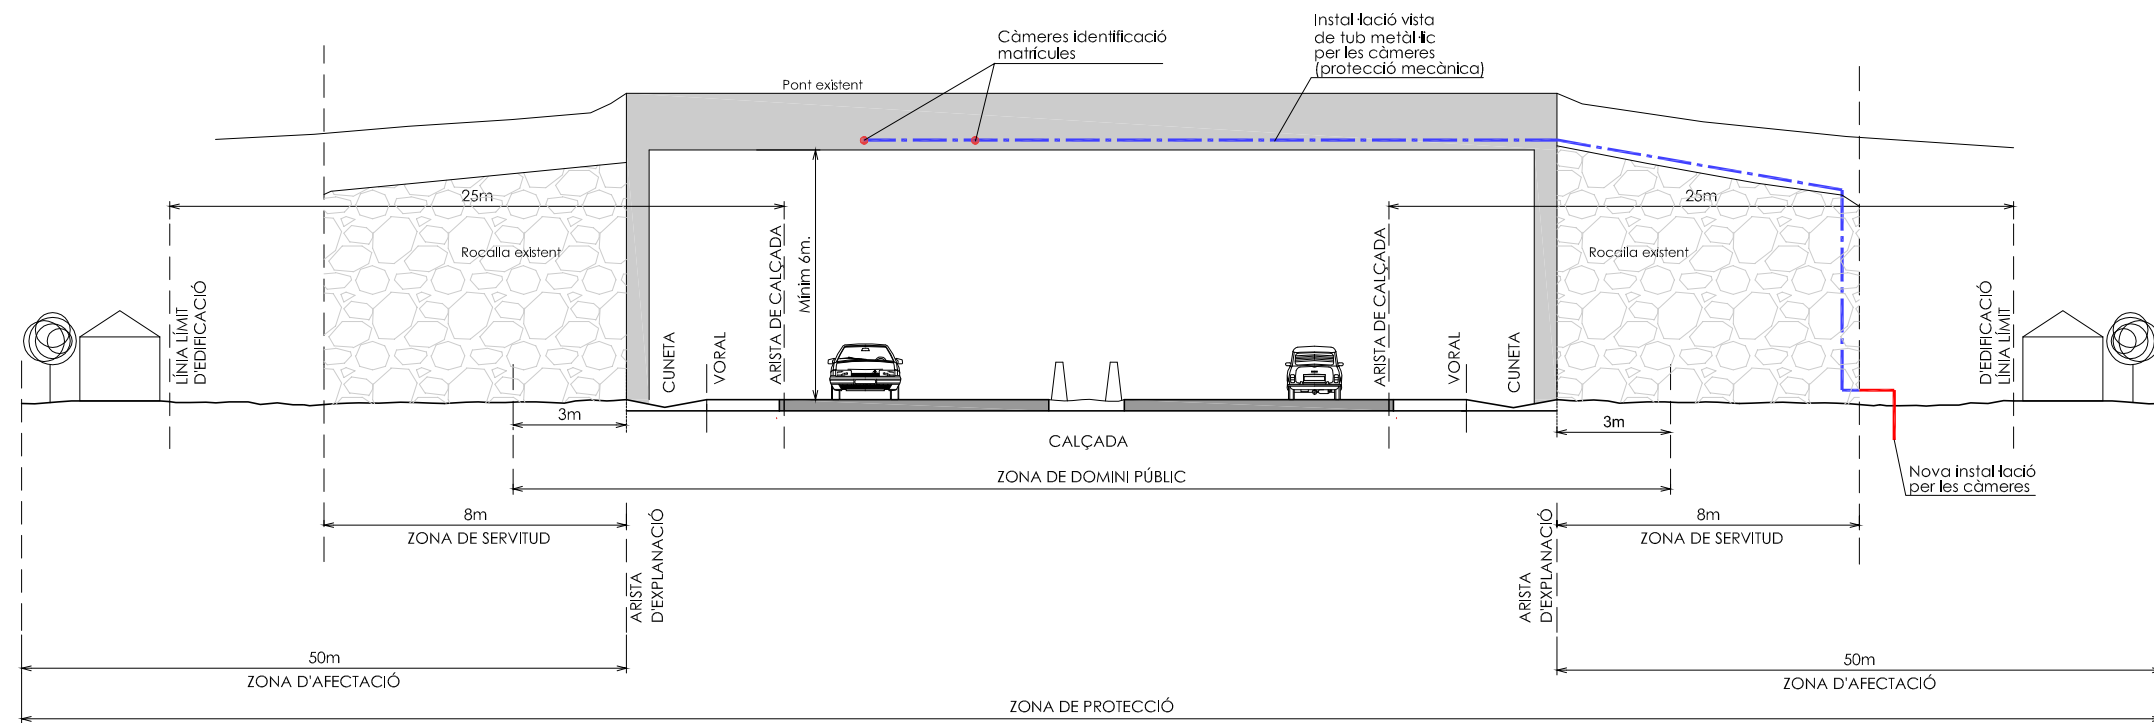 Instal·lació vista
de tub metàl·lic
per les càmeres
(protecció mecànica)
Càmeres identificació
matrícules
Pont existent
25m
25m
Rocalla existent
Rocalla existent
LÍNIA LÍMIT
D'EDIFICACIÓ
CUNETA
VORAL
ARISTA DE CALÇADA
Mínim 6m.
ARISTA DE CALÇADA
VORAL
CUNETA
D'EDIFICACIÓ
LÍNIA LÍMIT
3m
3m
CALÇADA
ZONA DE DOMINI PÚBLIC
Nova instal·lació
per les càmeres
8m
ZONA DE SERVITUD
8m
ZONA DE SERVITUD
ARISTA
D'EXPLANACIÓ
ARISTA
D'EXPLANACIÓ
50m
ZONA D'AFECTACIÓ
50m
ZONA D'AFECTACIÓ
ZONA DE PROTECCIÓ